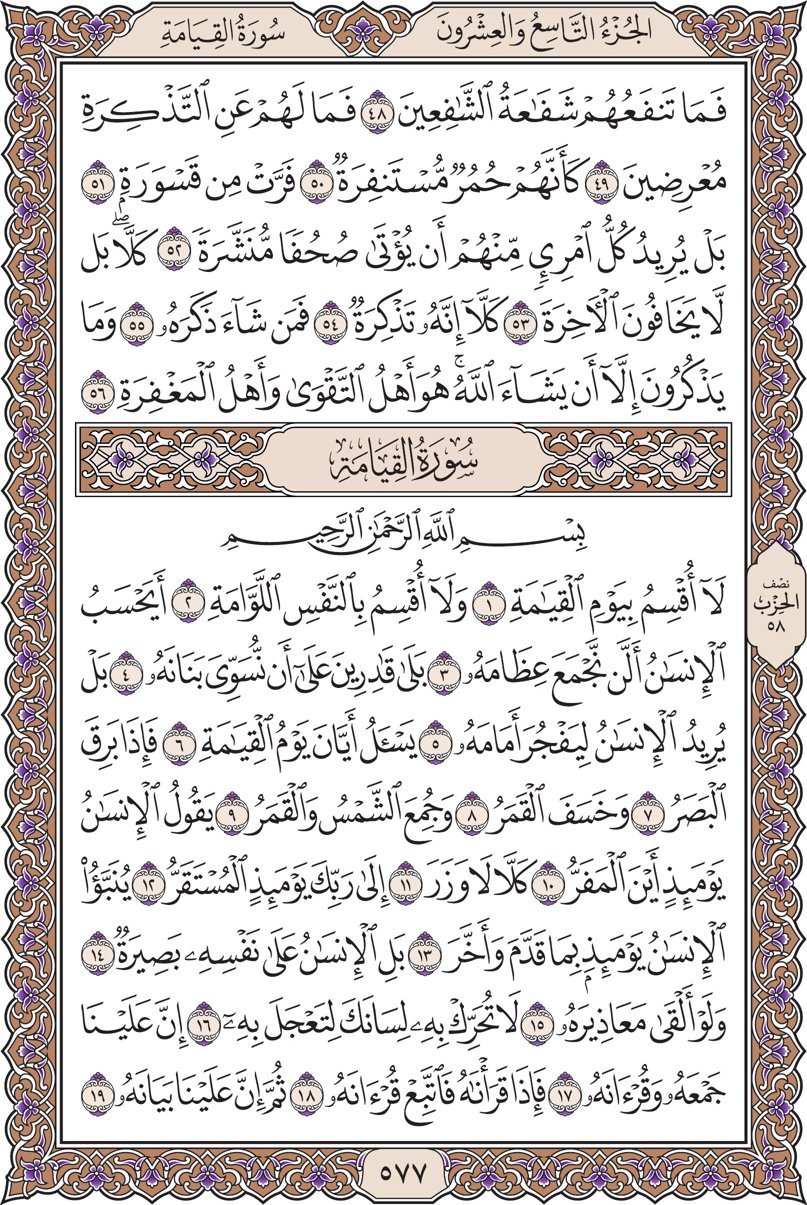 الجُزْءُ التَّاسِعُ وَالعِشْرُونَ
سُورَةُ القِيَامَةِ
فَمَا تَنفَعُهُمْ شَفَٰعَةُ ٱلشَّٰفِعِينَ ٤٨ فَمَا لَهُمْ عَنِ ٱلتَّذْكِرَةِ
مُعْرِضِينَ ٤٩ كَأَنَّهُمْ حُمُرٌ مُّسْتَنفِرَةٌ ٥٠ فَرَّتْ مِن قَسْوَرَةٍۭ ٥١
بَلْ يُرِيدُ كُلُّ ٱمْرِئٍ مِّنْهُمْ أَن يُؤْتَىٰ صُحُفًا مُّنَشَّرَةً ٥٢ كَلَّاۖ بَل
لَّا يَخَافُونَ ٱلْأٓخِرَةَ ٥٣ كَلَّآ إِنَّهُۥ تَذْكِرَةٌ ٥٤ فَمَن شَآءَ ذَكَرَهُۥ ٥٥ وَمَا
يَذْكُرُونَ إِلَّآ أَن يَشَآءَ ٱللَّهُۚ هُوَ أَهْلُ ٱلتَّقْوَىٰ وَأَهْلُ ٱلْمَغْفِرَةِ ٥٦
سُورَةُ القِيَامَةِ
بِسْمِ ٱللَّهِ ٱلرَّحْمَٰنِ ٱلرَّحِيمِ
لَآ أُقْسِمُ بِيَوْمِ ٱلْقِيَٰمَةِ ١ وَلَآ أُقْسِمُ بِٱلنَّفْسِ ٱللَّوَّامَةِ ٢ أَيَحْسَبُ
ٱلْإِنسَٰنُ أَلَّن نَّجْمَعَ عِظَامَهُۥ ٣ بَلَىٰ قَٰدِرِينَ عَلَىٰٓ أَن نُّسَوِّيَ بَنَانَهُۥ ٤ بَلْ
يُرِيدُ ٱلْإِنسَٰنُ لِيَفْجُرَ أَمَامَهُۥ ٥ يَسْـَٔلُ أَيَّانَ يَوْمُ ٱلْقِيَٰمَةِ ٦ فَإِذَا بَرِقَ
ٱلْبَصَرُ ٧ وَخَسَفَ ٱلْقَمَرُ ٨ وَجُمِعَ ٱلشَّمْسُ وَٱلْقَمَرُ ٩ يَقُولُ ٱلْإِنسَٰنُ
يَوْمَئِذٍ أَيْنَ ٱلْمَفَرُّ ١٠ كَلَّا لَا وَزَرَ ١١ إِلَىٰ رَبِّكَ يَوْمَئِذٍ ٱلْمُسْتَقَرُّ ١٢ يُنَبَّؤُا۟
ٱلْإِنسَٰنُ يَوْمَئِذٍۭ بِمَا قَدَّمَ وَأَخَّرَ ١٣ بَلِ ٱلْإِنسَٰنُ عَلَىٰ نَفْسِهِۦ بَصِيرَةٌ ١٤
وَلَوْ أَلْقَىٰ مَعَاذِيرَهُۥ ١٥ لَا تُحَرِّكْ بِهِۦ لِسَانَكَ لِتَعْجَلَ بِهِۦٓ ١٦ إِنَّ عَلَيْنَا
جَمْعَهُۥ وَقُرْءَانَهُۥ ١٧ فَإِذَا قَرَأْنَٰهُ فَٱتَّبِعْ قُرْءَانَهُۥ ١٨ ثُمَّ إِنَّ عَلَيْنَا بَيَانَهُۥ ١٩
نصف
الحزب
٥٨
٥٧٧